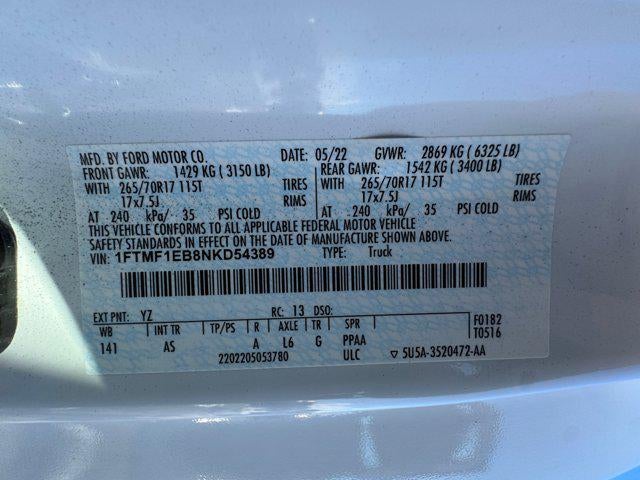 MFD. BY FORD MOTOR CO. DATE: 05/22 GVWR: 2869 KG ( 6325 LB)
FRONT GAWR: 1429 KG ( 3150 LB) REAR GAWR: 1542 KG ( 3400 LB)
WITH 265/70R17 115T TIRES WITH 265/70R17 115T TIRES
17x7.5J RIMS 17x7.5J RIMS
AT 240 kPa/ 35 PSI COLD AT 240 kPa/ 35 PSI COLD
THIS VEHICLE CONFORMS TO ALL APPLICABLE FEDERAL MOTOR VEHICLE
SAFETY STANDARDS IN EFFECT ON THE DATE OF MANUFACTURE SHOWN ABOVE.
VIN: 1FTMF1EB8NKD54389 TYPE: Truck
EXT PNT: YZ RC: 13 DSO: F0182
WB INT TR TP/PS R AXLE TR SPR T0516
141 AS A L6 G PPAA
2202205053780 ULC ▽ 5U5A-3520472-AA